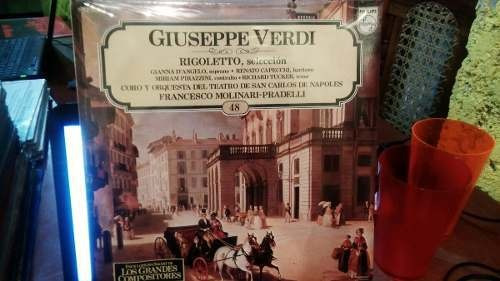 GIUSEPPE VERDI
RIGOLETTO, selección
GIANNA D'ANGELO, soprano • RENATO CAPECCHI, barítono
MIRIAM PIRAZZINI, contralto • RICHARD TUCKER, tenor
CORO Y ORQUESTA DEL TEATRO DE SAN CARLOS DE NAPOLES
FRANCESCO MOLINARI-PRADELLI
48
LOS GRANDES
COMPOSITORES